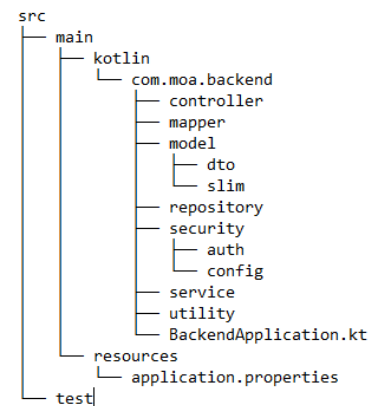 src
├── main
│   ├── kotlin
│   │   └── com.moa.backend
│   │       ├── controller
│   │       ├── mapper
│   │       ├── model
│   │       │   ├── dto
│   │       │   └── slim
│   │       ├── repository
│   │       ├── security
│   │       │   ├── auth
│   │       │   └── config
│   │       ├── service
│   │       ├── utility
│   │       └── BackendApplication.kt
│   └── resources
│       └── application.properties
└── test